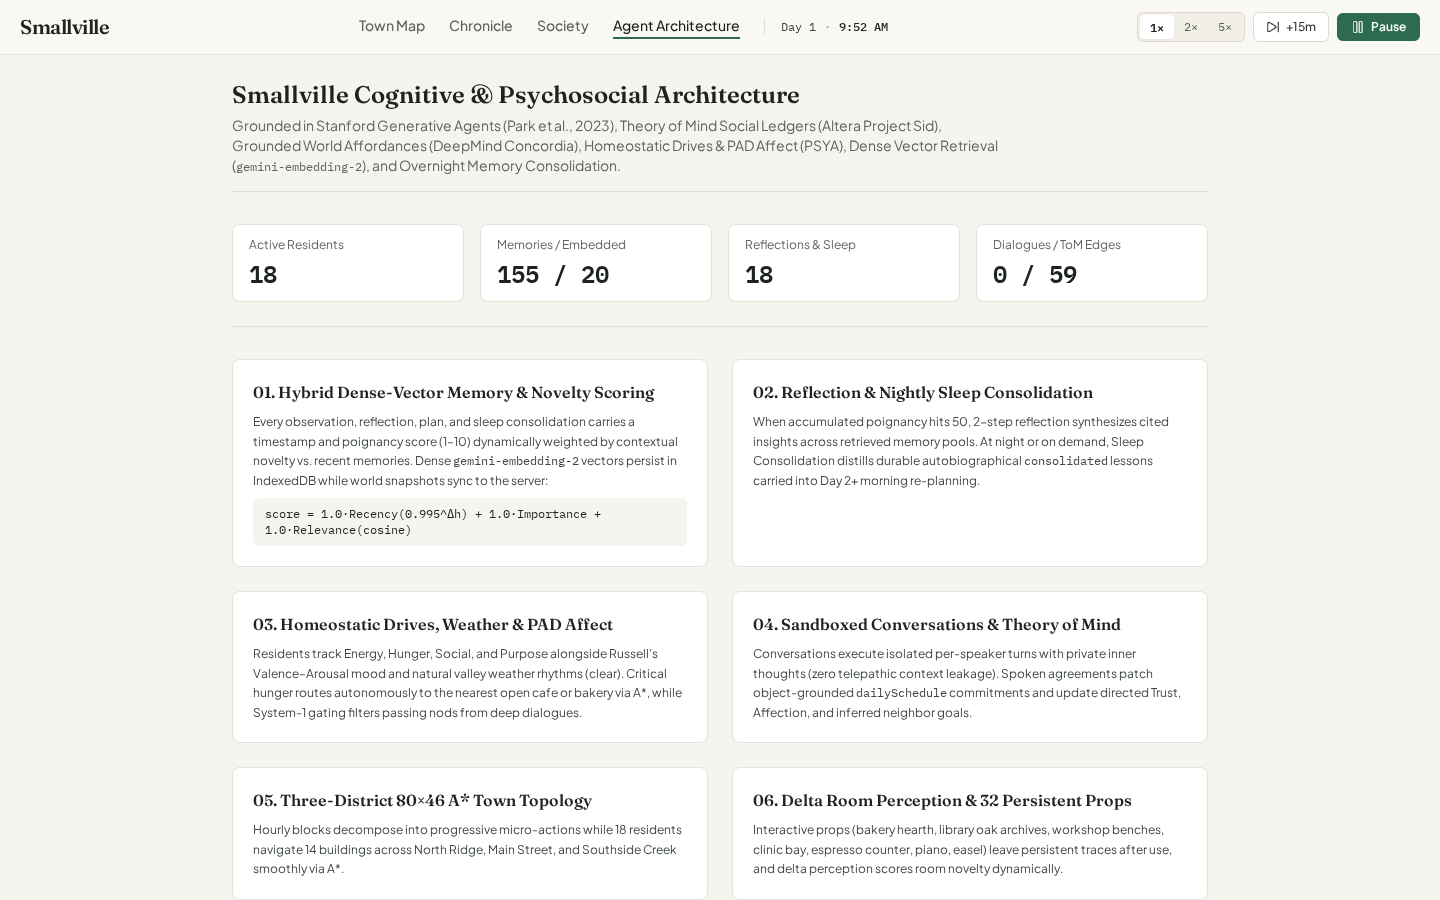 Smallville
Town Map
Chronicle
Society
Agent Architecture
Day 1 · 9:52 AM
1×
2×
5×
+15m
Pause
Smallville Cognitive & Psychosocial Architecture
Grounded in Stanford Generative Agents (Park et al., 2023), Theory of Mind Social Ledgers (Altera Project Sid),
Grounded World Affordances (DeepMind Concordia), Homeostatic Drives & PAD Affect (PSYA), Dense Vector Retrieval
(gemini-embedding-2), and Overnight Memory Consolidation.
Active Residents
18
Memories / Embedded
155 / 20
Reflections & Sleep
18
Dialogues / ToM Edges
0 / 59
01. Hybrid Dense-Vector Memory & Novelty Scoring
Every observation, reflection, plan, and sleep consolidation carries a
timestamp and poignancy score (1–10) dynamically weighted by contextual
novelty vs. recent memories. Dense gemini-embedding-2 vectors persist in
IndexedDB while world snapshots sync to the server:
score = 1.0·Recency(0.995^Δh) + 1.0·Importance +
1.0·Relevance(cosine)
02. Reflection & Nightly Sleep Consolidation
When accumulated poignancy hits 50, 2-step reflection synthesizes cited
insights across retrieved memory pools. At night or on demand, Sleep
Consolidation distills durable autobiographical consolidated lessons
carried into Day 2+ morning re-planning.
03. Homeostatic Drives, Weather & PAD Affect
Residents track Energy, Hunger, Social, and Purpose alongside Russell's
Valence–Arousal mood and natural valley weather rhythms (clear). Critical
hunger routes autonomously to the nearest open cafe or bakery via A*, while
System-1 gating filters passing nods from deep dialogues.
04. Sandboxed Conversations & Theory of Mind
Conversations execute isolated per-speaker turns with private inner
thoughts (zero telepathic context leakage). Spoken agreements patch
object-grounded dailySchedule commitments and update directed Trust,
Affection, and inferred neighbor goals.
05. Three-District 80×46 A* Town Topology
Hourly blocks decompose into progressive micro-actions while 18 residents
navigate 14 buildings across North Ridge, Main Street, and Southside Creek
smoothly via A*.
06. Delta Room Perception & 32 Persistent Props
Interactive props (bakery hearth, library oak archives, workshop benches,
clinic bay, espresso counter, piano, easel) leave persistent traces after use,
and delta perception scores room novelty dynamically.